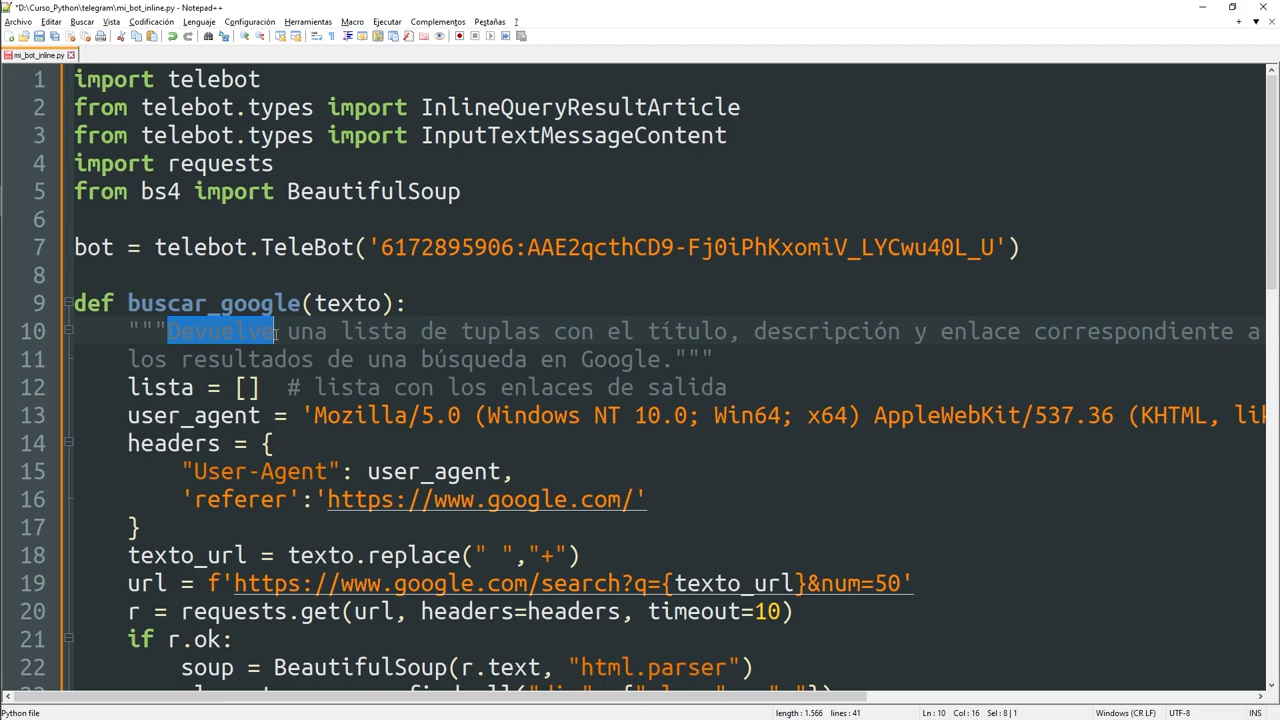 *D:\Curso_Python\telegram\mi_bot_inline.py - Notepad++
Archivo Editar Buscar Vista Codificación Lenguaje Configuración Herramientas Macro Ejecutar Complementos Pestañas ?
mi_bot_inline.py
1 import telebot
2 from telebot.types import InlineQueryResultArticle
3 from telebot.types import InputTextMessageContent
4 import requests
5 from bs4 import BeautifulSoup
6
7 bot = telebot.TeleBot('6172895906:AAE2qcthCD9-Fj0iPhKxomiV_LYCwu40L_U')
8
9 def buscar_google(texto):
10 """Devuelve una lista de tuplas con el título, descripción y enlace correspondiente a
11 los resultados de una búsqueda en Google."""
12 lista = [] # lista con los enlaces de salida
13 user_agent = 'Mozilla/5.0 (Windows NT 10.0; Win64; x64) AppleWebKit/537.36 (KHTML, lik
14 headers = {
15 "User-Agent": user_agent,
16 'referer':'https://www.google.com/'
17 }
18 texto_url = texto.replace(" ","+")
19 url = f'https://www.google.com/search?q={texto_url}&num=50'
20 r = requests.get(url, headers=headers, timeout=10)
21 if r.ok:
22 soup = BeautifulSoup(r.text, "html.parser")
Python file length : 1.566 lines : 41 Ln : 10 Col : 16 Sel : 8 | 1 Windows (CR LF) UTF-8 INS